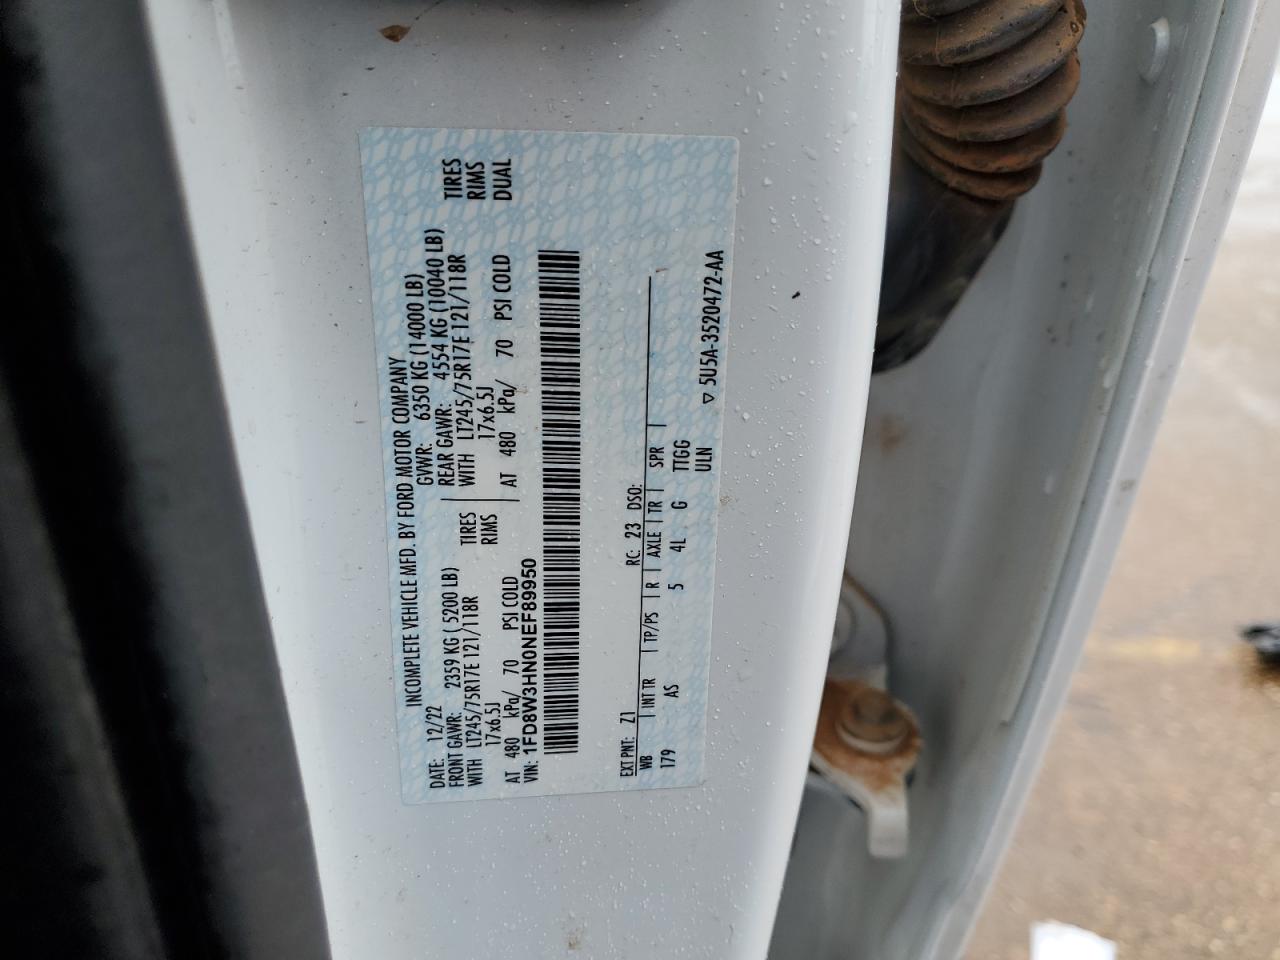 INCOMPLETE VEHICLE MFD. BY FORD MOTOR COMPANY
DATE: 12/22 GVWR: 6350 KG (14000 LB)
FRONT GAWR: 2359 KG ( 5200 LB) REAR GAWR: 4554 KG (10040 LB)
WITH LT245/75R17E 121/118R TIRES WITH LT245/75R17E 121/118R TIRES
17x6.5J RIMS 17x6.5J RIMS
AT 480 kPa/ 70 PSI COLD AT 480 kPa/ 70 PSI COLD DUAL
VIN: 1FD8W3HN0NEF89950
EXT PNT: Z1 RC: 23 DSO:
WB INT TR TP/PS R AXLE TR SPR
179 AS 5 4L G TTGG
ULN
▽ 5U5A-3520472-AA